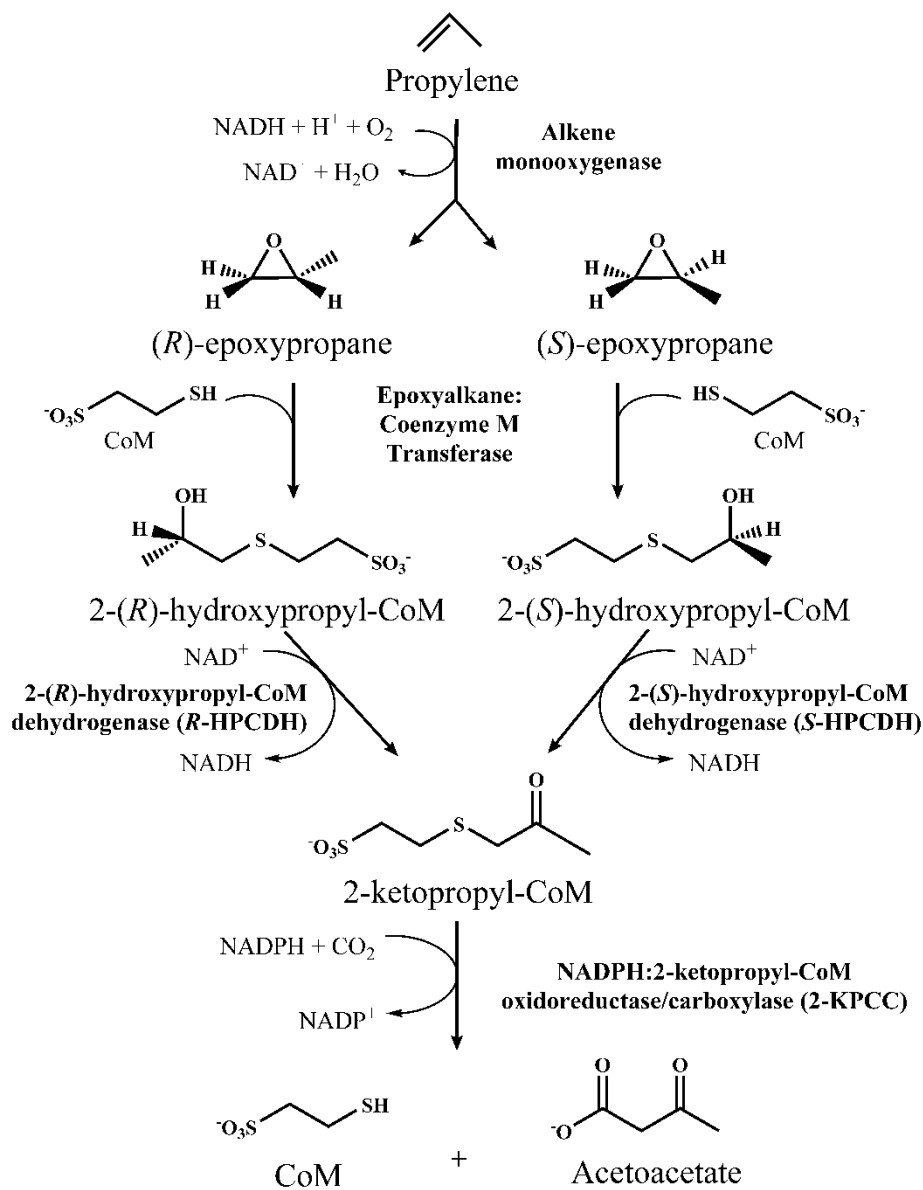 Propylene
NADH + H⁺ + O₂
NAD⁺ + H₂O
Alkene
monooxygenase
O
H
H
H
(R)-epoxypropane
O
H
H
H
(S)-epoxypropane
⁻O₃S
SH
CoM
Epoxyalkane:
Coenzyme M
Transferase
HS
SO₃⁻
CoM
OH
H
S
SO₃⁻
2-(R)-hydroxypropyl-CoM
OH
H
S
⁻O₃S
2-(S)-hydroxypropyl-CoM
NAD⁺
2-(R)-hydroxypropyl-CoM
dehydrogenase (R-HPCDH)
NADH
NAD⁺
2-(S)-hydroxypropyl-CoM
dehydrogenase (S-HPCDH)
NADH
O
S
⁻O₃S
2-ketopropyl-CoM
NADPH + CO₂
NADP⁺
NADPH:2-ketopropyl-CoM
oxidoreductase/carboxylase (2-KPCC)
⁻O₃S
SH
CoM
+
O
O
⁻O
Acetoacetate